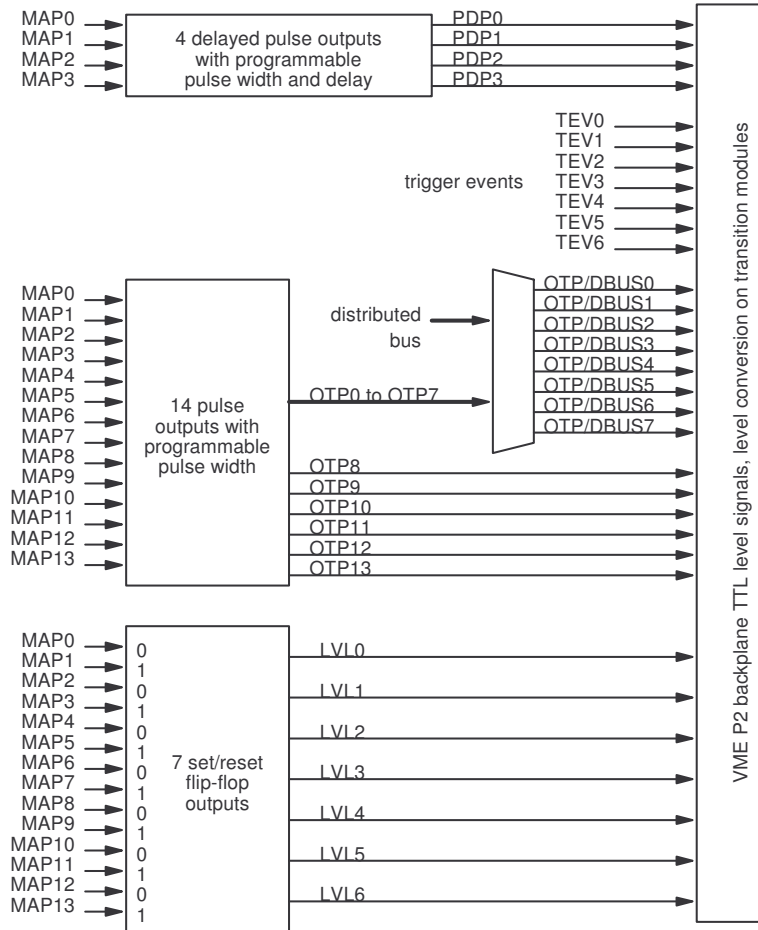 MAP0
MAP1
MAP2
MAP3
4 delayed pulse outputs
with programmable
pulse width and delay
PDP0
PDP1
PDP2
PDP3
trigger events
TEV0
TEV1
TEV2
TEV3
TEV4
TEV5
TEV6
MAP0
MAP1
MAP2
MAP3
MAP4
MAP5
MAP6
MAP7
MAP8
MAP9
MAP10
MAP11
MAP12
MAP13
14 pulse
outputs with
programmable
pulse width
distributed
bus
OTP0 to OTP7
OTP/DBUS0
OTP/DBUS1
OTP/DBUS2
OTP/DBUS3
OTP/DBUS4
OTP/DBUS5
OTP/DBUS6
OTP/DBUS7
OTP8
OTP9
OTP10
OTP11
OTP12
OTP13
MAP0
MAP1
MAP2
MAP3
MAP4
MAP5
MAP6
MAP7
MAP8
MAP9
MAP10
MAP11
MAP12
MAP13
0
1
0
1
0
1
0
1
0
1
0
1
0
1
7 set/reset
flip-flop
outputs
LVL0
LVL1
LVL2
LVL3
LVL4
LVL5
LVL6
VME P2 backplane TTL level signals, level conversion on transition modules